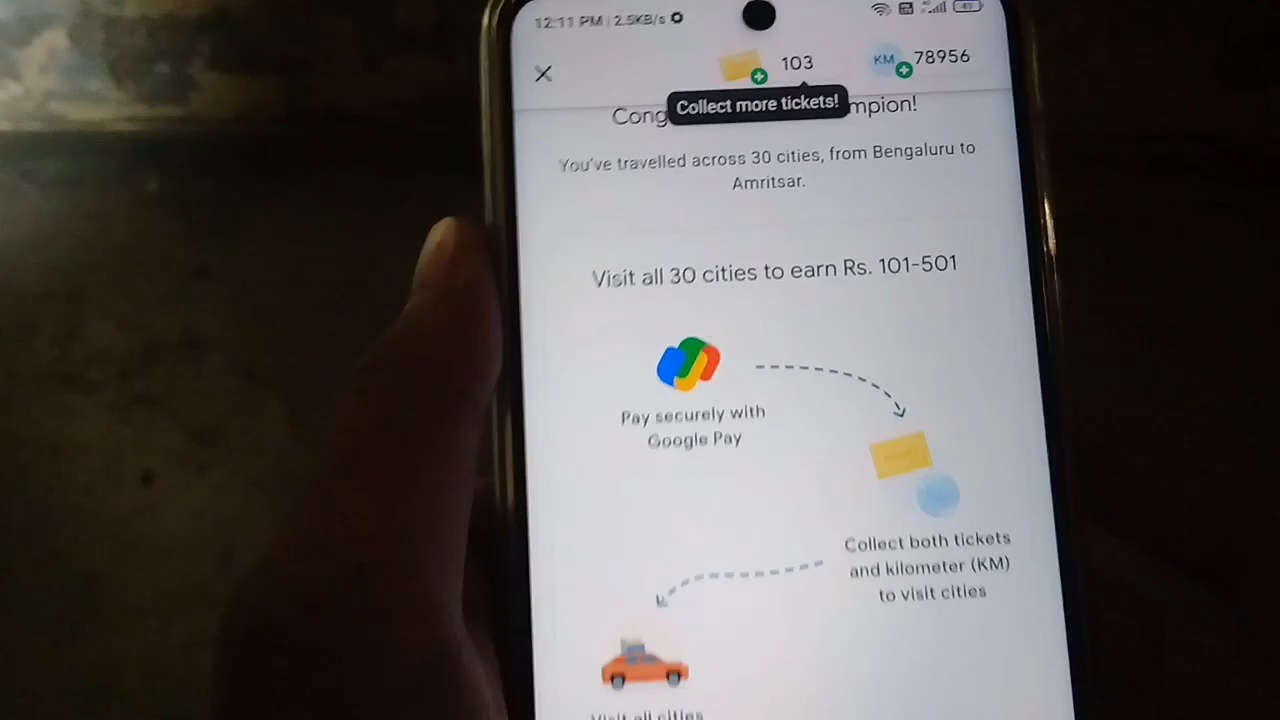 12:11 PM | 2.5KB/s
49
103
KM 78956
Collect more tickets!
Cong mpion!
You've travelled across 30 cities, from Bengaluru to
Amritsar.
Visit all 30 cities to earn Rs. 101-501
Pay securely with
Google Pay
Collect both tickets
and kilometer (KM)
to visit cities
Visit all cities